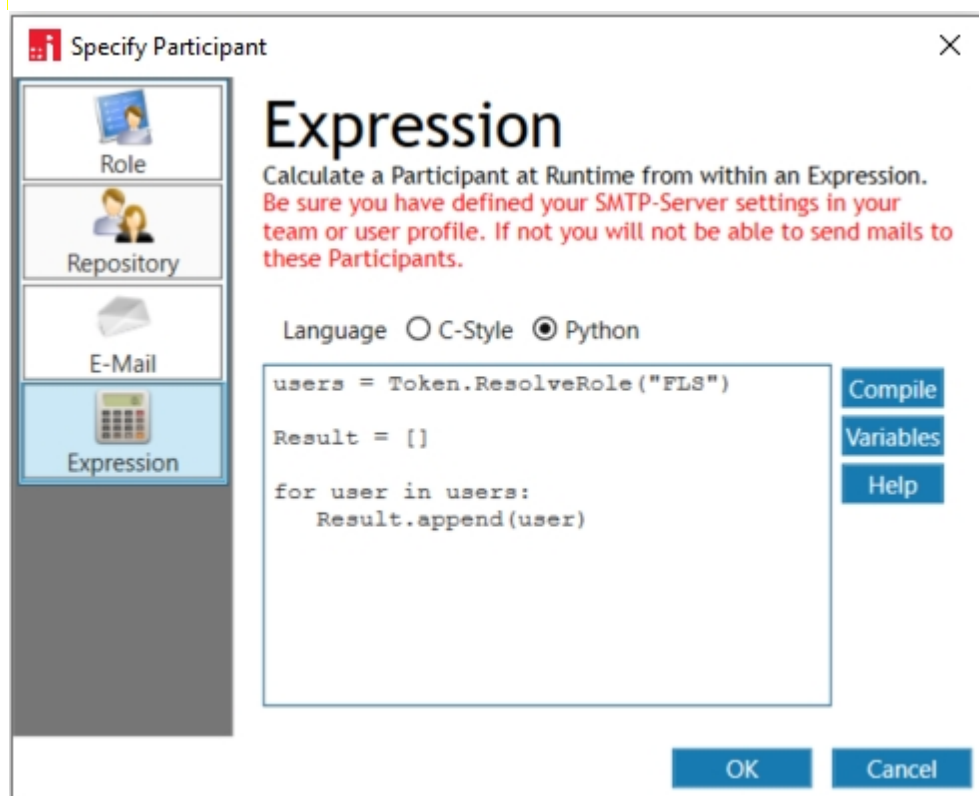 Specify Participant
Role
Repository
E-Mail
Expression
Expression
Calculate a Participant at Runtime from within an Expression.
Be sure you have defined your SMTP-Server settings in your
team or user profile. If not you will not be able to send mails to
these Participants.
Language C-Style Python
users = Token.ResolveRole("FLS")
Result = []
for user in users:
   Result.append(user)
Compile
Variables
Help
OK Cancel